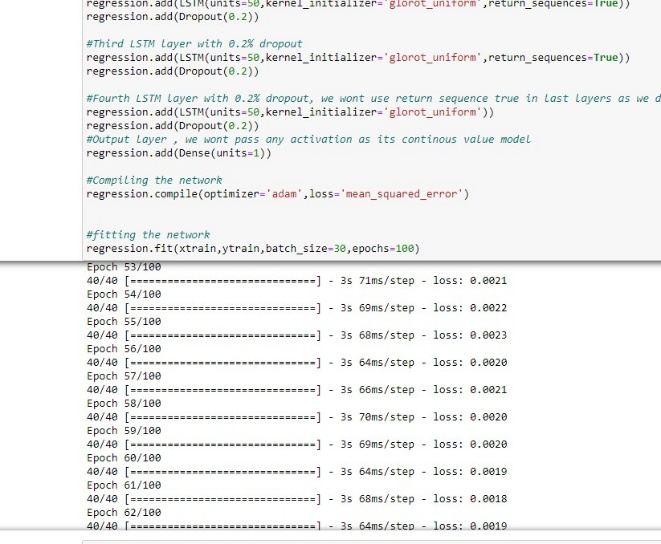 regression.add(LSTM(units=50,kernel_initializer='glorot_uniform',return_sequences=True))
regression.add(Dropout(0.2))
#Third LSTM layer with 0.2% dropout
regression.add(LSTM(units=50,kernel_initializer='glorot_uniform',return_sequences=True))
regression.add(Dropout(0.2))
#Fourth LSTM layer with 0.2% dropout, we wont use return sequence true in last layers as we d
regression.add(LSTM(units=50,kernel_initializer='glorot_uniform'))
regression.add(Dropout(0.2))
#Output layer , we wont pass any activation as its continous value model
regression.add(Dense(units=1))
#Compiling the network
regression.compile(optimizer='adam',loss='mean_squared_error')
#fitting the network
regression.fit(xtrain,ytrain,batch_size=30,epochs=100)
Epoch 53/100
40/40 [==============================] - 3s 71ms/step - loss: 0.0021
Epoch 54/100
40/40 [==============================] - 3s 69ms/step - loss: 0.0022
Epoch 55/100
40/40 [==============================] - 3s 68ms/step - loss: 0.0023
Epoch 56/100
40/40 [==============================] - 3s 64ms/step - loss: 0.0020
Epoch 57/100
40/40 [==============================] - 3s 66ms/step - loss: 0.0021
Epoch 58/100
40/40 [==============================] - 3s 70ms/step - loss: 0.0020
Epoch 59/100
40/40 [==============================] - 3s 69ms/step - loss: 0.0020
Epoch 60/100
40/40 [==============================] - 3s 64ms/step - loss: 0.0019
Epoch 61/100
40/40 [==============================] - 3s 68ms/step - loss: 0.0018
Epoch 62/100
40/40 [==============================] - 3s 64ms/step - loss: 0.0019